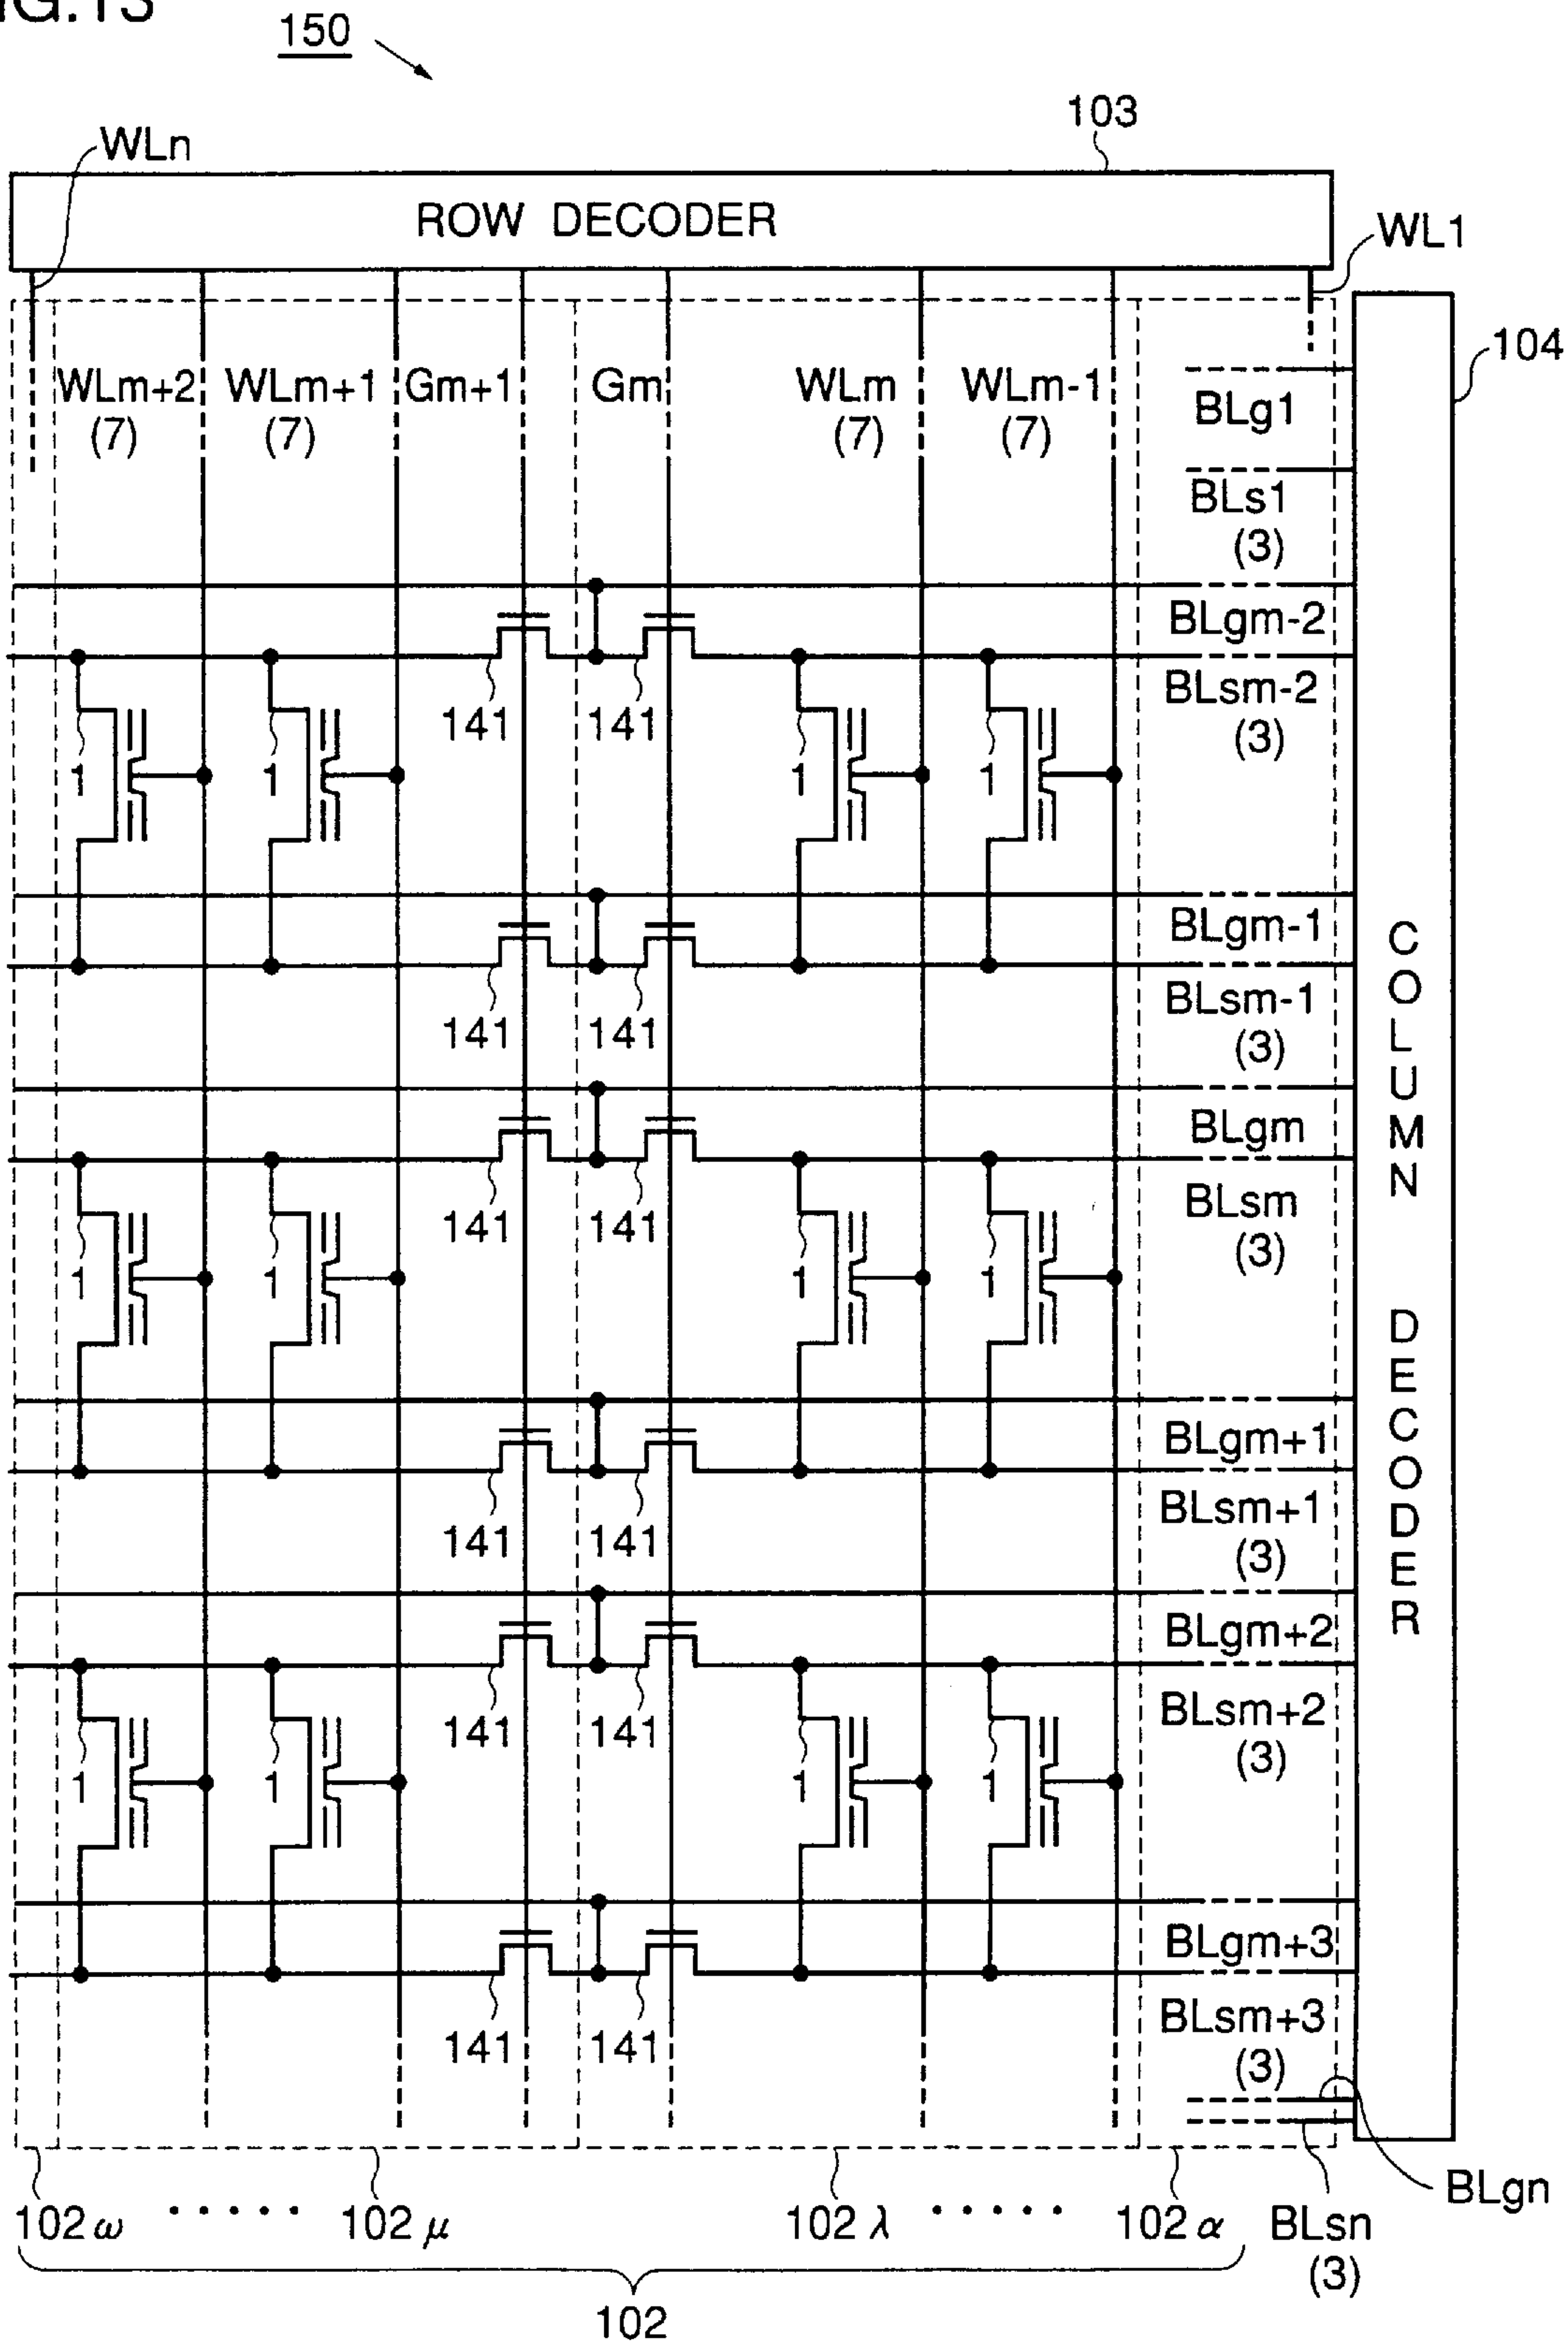 FIG.13
150
103
WLn
ROW DECODER
WL1
104
WLm+2 WLm+1 Gm+1 Gm WLm WLm-1
(7) (7) (7) (7)
BLg1
BLs1
(3)
BLgm-2
141 141
BLsm-2
(3)
1 1 1 1
BLgm-1
141 141
BLsm-1
(3)
BLgm
141 141
BLsm
(3)
1 1 1 1
BLgm+1
141 141
BLsm+1
(3)
BLgm+2
141 141
BLsm+2
(3)
1 1 1 1
BLgm+3
141 141
BLsm+3
(3)
COLUMN DECODER
BLgn
102ω ····· 102μ 102λ ····· 102α BLsn
(3)
102